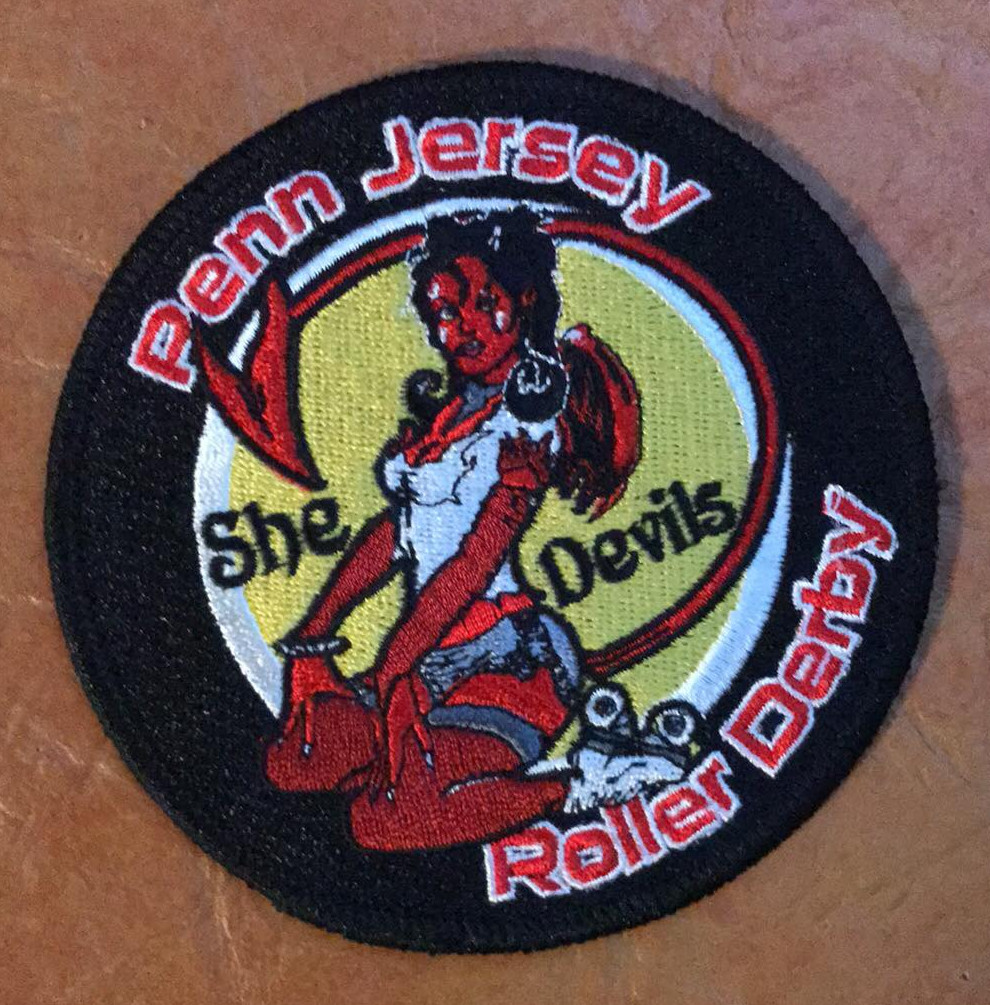 Penn Jersey
She Devils
Roller Derby